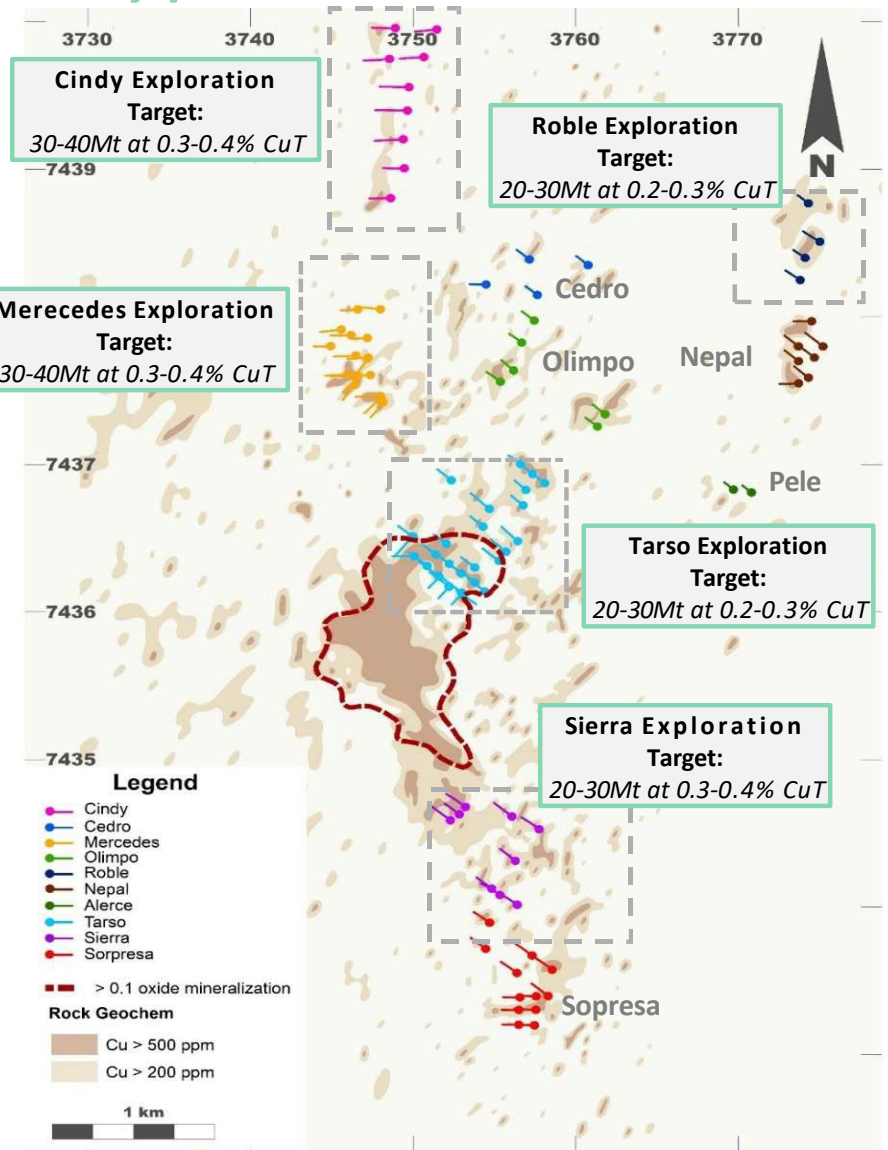 3730
3740
3750
3760
3770
Cindy Exploration
Target:
30-40Mt at 0.3-0.4% CuT
Roble Exploration
Target:
20-30Mt at 0.2-0.3% CuT
N
7439
Cedro
Merecedes Exploration
Target:
30-40Mt at 0.3-0.4% CuT
Olimpo
Nepal
7437
Pele
Tarso Exploration
Target:
20-30Mt at 0.2-0.3% CuT
7436
Sierra Exploration
Target:
20-30Mt at 0.3-0.4% CuT
7435
Legend
Cindy
Cedro
Mercedes
Olimpo
Roble
Nepal
Alerce
Tarso
Sierra
Sorpresa
> 0.1 oxide mineralization
Rock Geochem
Cu > 500 ppm
Cu > 200 ppm
1 km
Sopresa